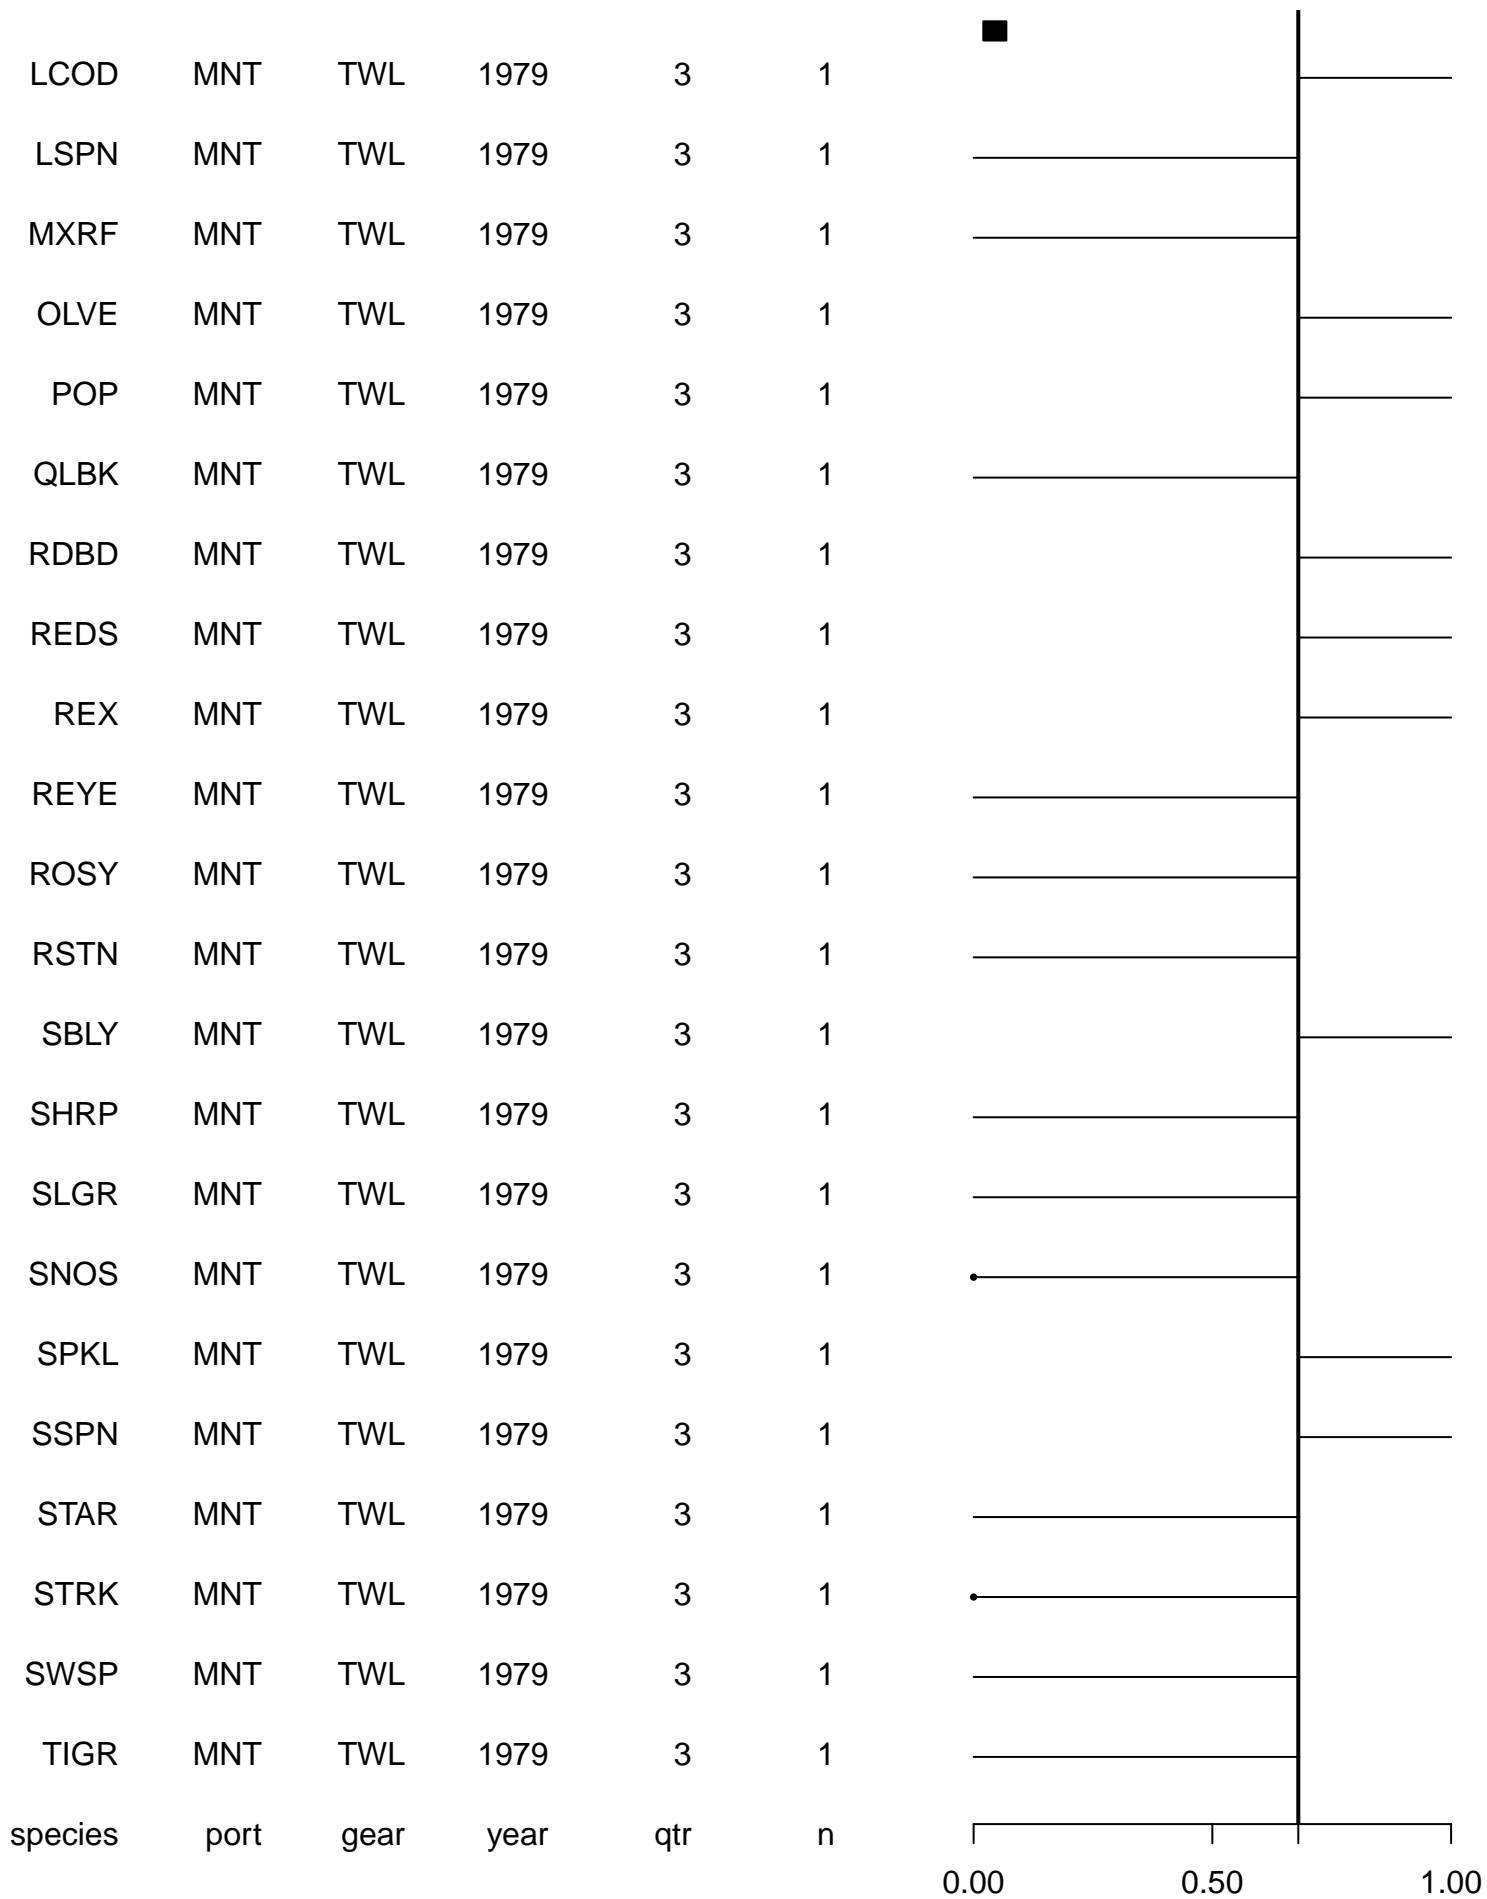 LCOD MNT TWL 1979 3 1
LSPN MNT TWL 1979 3 1
MXRF MNT TWL 1979 3 1
OLVE MNT TWL 1979 3 1
POP MNT TWL 1979 3 1
QLBK MNT TWL 1979 3 1
RDBD MNT TWL 1979 3 1
REDS MNT TWL 1979 3 1
REX MNT TWL 1979 3 1
REYE MNT TWL 1979 3 1
ROSY MNT TWL 1979 3 1
RSTN MNT TWL 1979 3 1
SBLY MNT TWL 1979 3 1
SHRP MNT TWL 1979 3 1
SLGR MNT TWL 1979 3 1
SNOS MNT TWL 1979 3 1
SPKL MNT TWL 1979 3 1
SSPN MNT TWL 1979 3 1
STAR MNT TWL 1979 3 1
STRK MNT TWL 1979 3 1
SWSP MNT TWL 1979 3 1
TIGR MNT TWL 1979 3 1
species port gear year qtr n
0.00 0.50 1.00